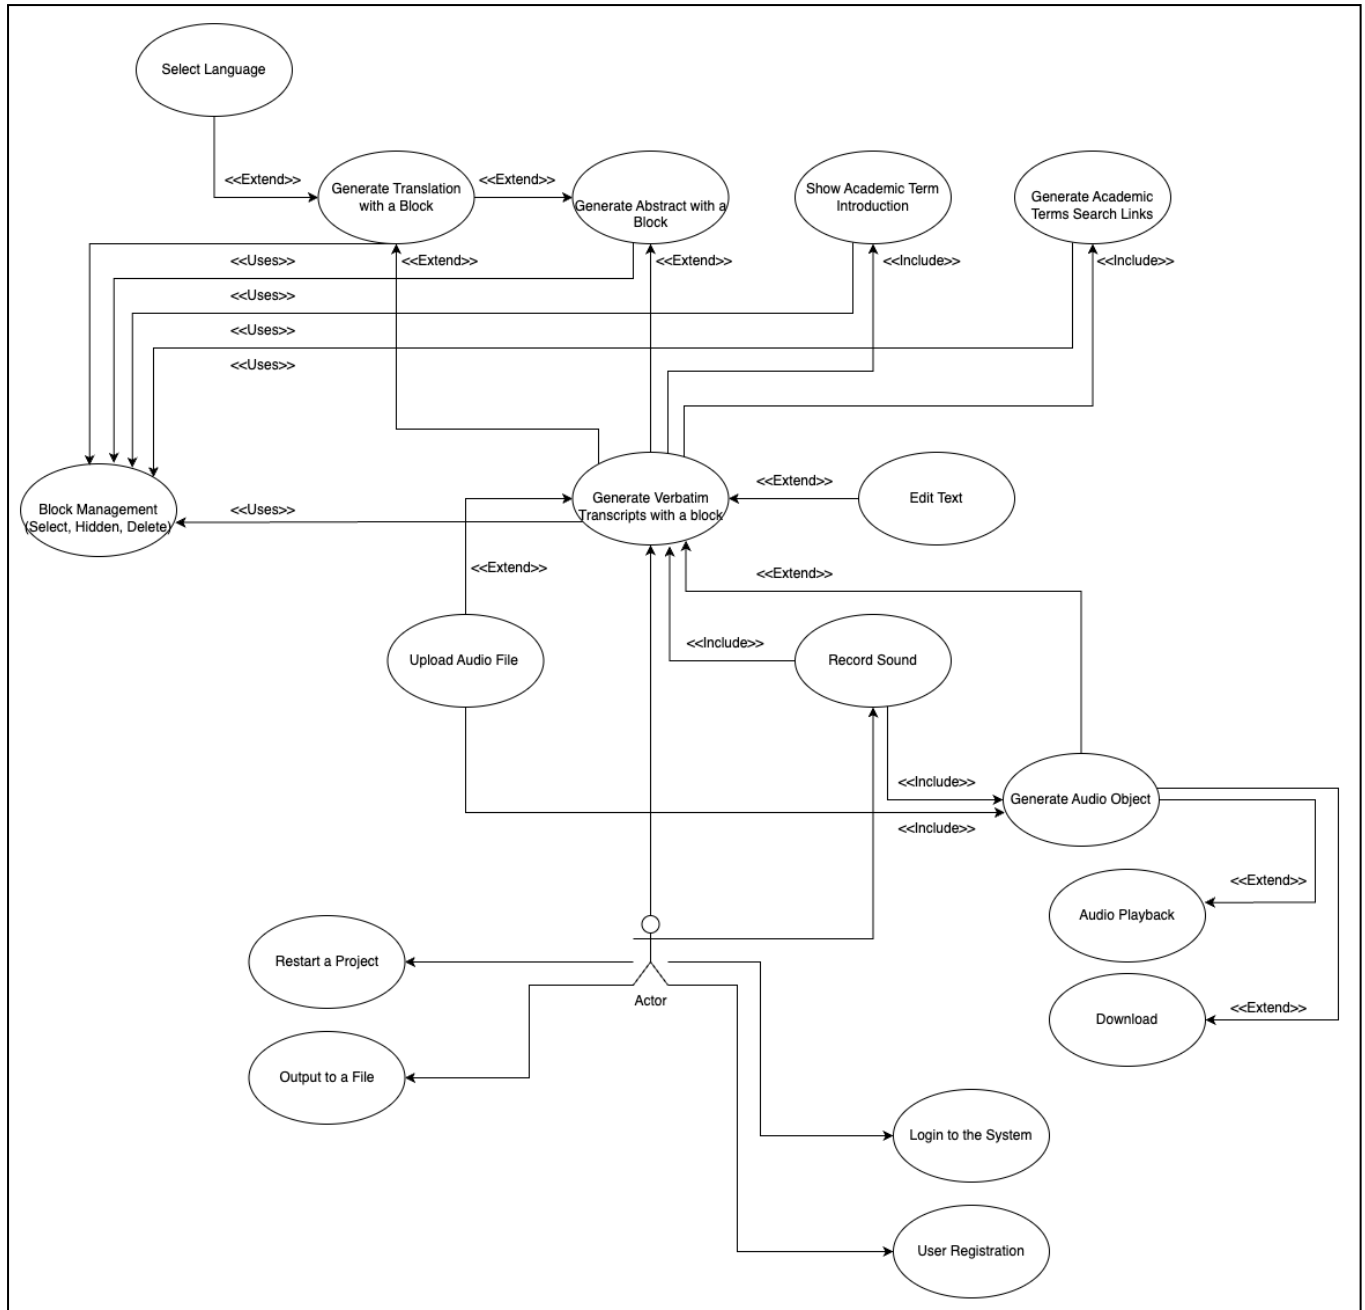 Select Language
<<Extend>>
Generate Translation
with a Block
<<Extend>>
Generate Abstract with a
Block
Show Academic Term
Introduction
Generate Academic
Terms Search Links
<<Uses>>
<<Extend>>
<<Extend>>
<<Include>>
<<Include>>
<<Uses>>
<<Uses>>
<<Uses>>
Block Management
(Select, Hidden, Delete)
<<Uses>>
Generate Verbatim
Transcripts with a block
<<Extend>>
Edit Text
<<Extend>>
<<Extend>>
Upload Audio File
<<Include>>
Record Sound
<<Include>>
Generate Audio Object
<<Include>>
<<Extend>>
Audio Playback
Restart a Project
Actor
<<Extend>>
Download
Output to a File
Login to the System
User Registration